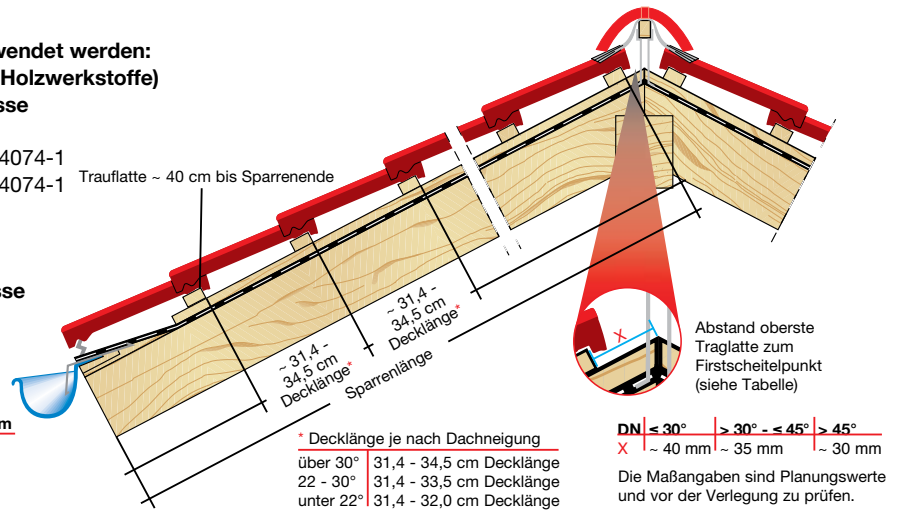 wendet werden:
Holzwerkstoffe)
sse
4074-1
4074-1
Trauflatte ~ 40 cm bis Sparrenende
sse
m
~ 31,4 -
34,5 cm
Decklänge*
~ 31,4 -
34,5 cm
Decklänge*
Sparrenlänge
X
Abstand oberste
Traglatte zum
Firstscheitelpunkt
(siehe Tabelle)
* Decklänge je nach Dachneigung
über 30° 31,4 - 34,5 cm Decklänge
22 - 30° 31,4 - 33,5 cm Decklänge
unter 22° 31,4 - 32,0 cm Decklänge
DN ≤ 30° > 30° - ≤ 45° > 45°
X ~ 40 mm ~ 35 mm ~ 30 mm
Die Maßangaben sind Planungswerte
und vor der Verlegung zu prüfen.